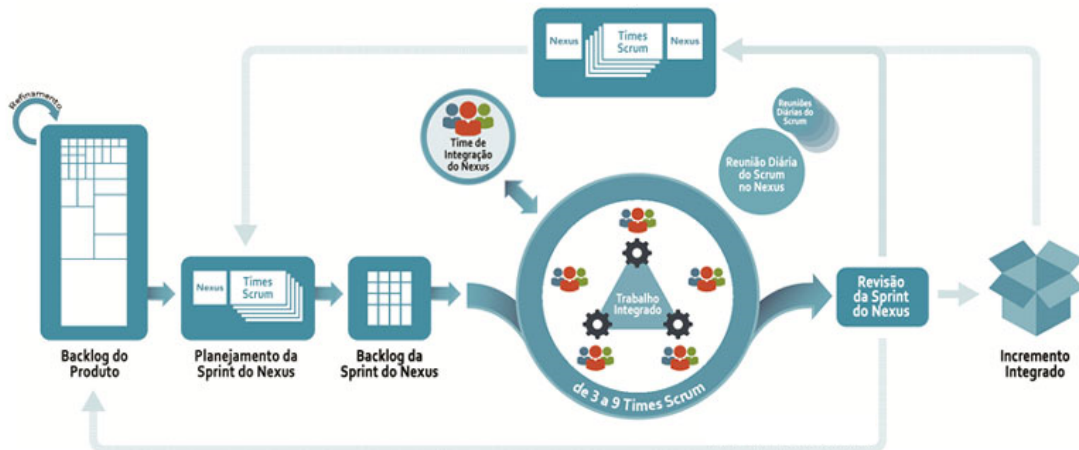 Nexus
Times
Scrum
Nexus
Refinamento
Time de
Integração
do Nexus
Reuniões
Diárias do
Scrum
Reunião Diária
do Scrum
no Nexus
Nexus
Times
Scrum
Trabalho
Integrado
Revisão
da Sprint
do Nexus
Backlog do
Produto
Planejamento da
Sprint do Nexus
Backlog da
Sprint do Nexus
de 3 a 9 Times Scrum
Incremento
Integrado